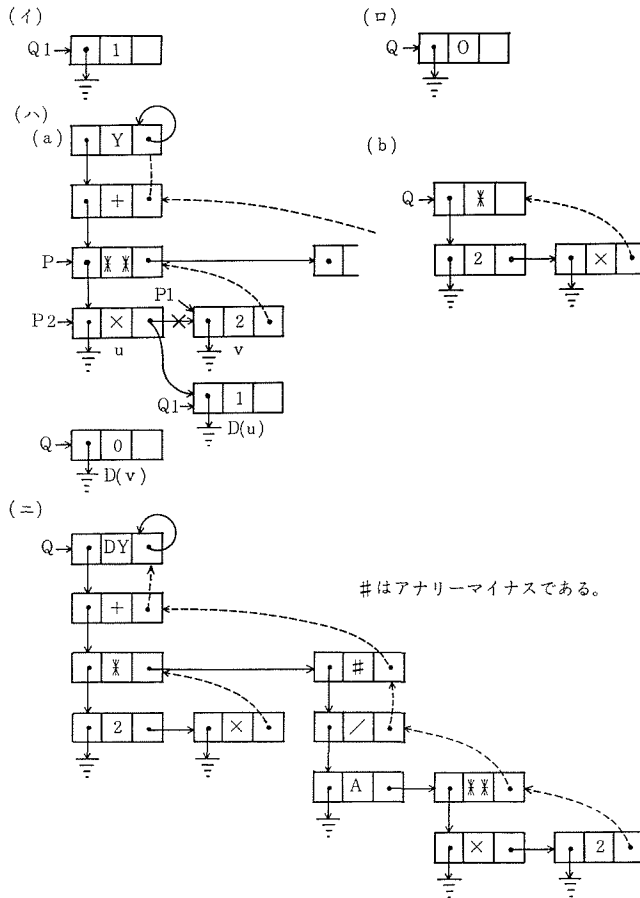 (イ)
Q1 1
(ロ)
Q 0
(ハ)
(a) Y
+
P ** 
P2 × P1 2
u v
Q1 1
D(u)
Q 0
D(v)
(b)
Q *
2 ×
(ニ)
Q DY
#はアナリーマイナスである。
+
* #
2 × /
A **
× 2